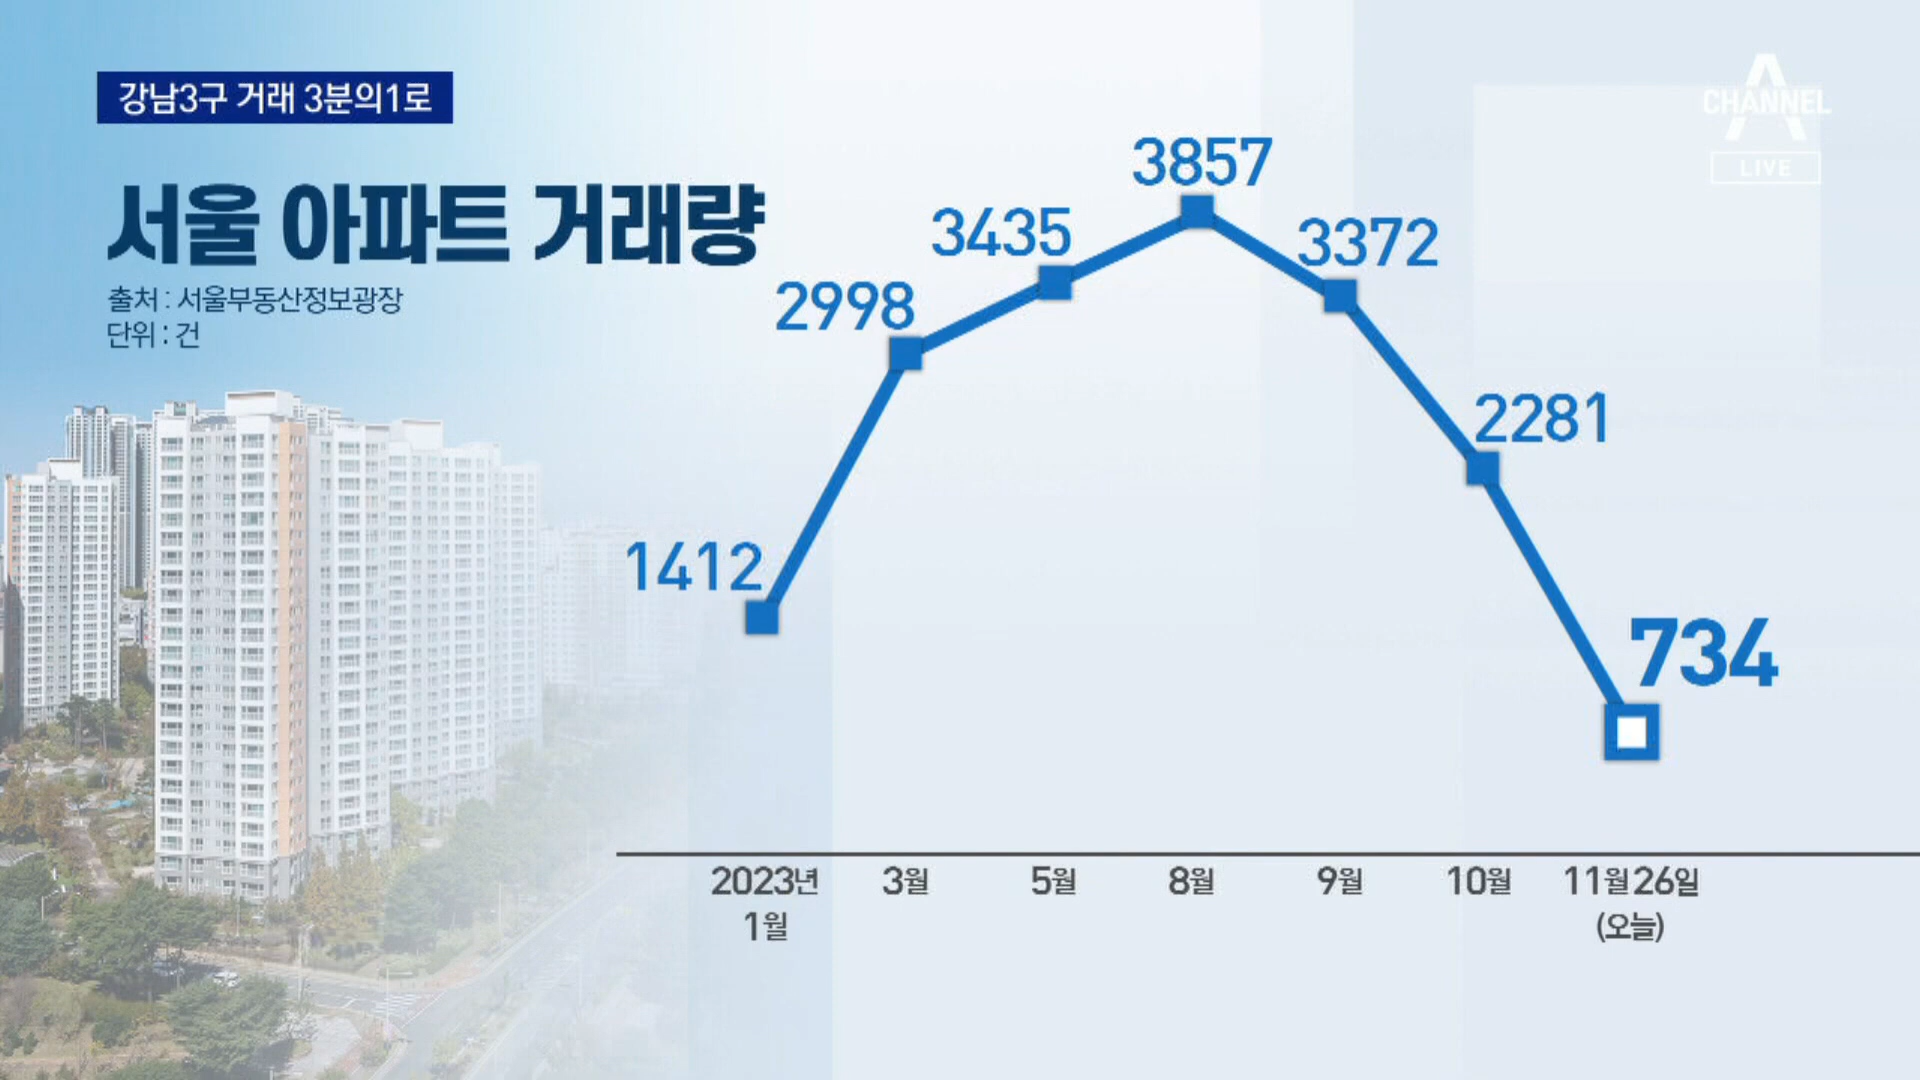 강남3구 거래 3분의1로
서울 아파트 거래량
출처 : 서울부동산정보광장
단위 : 건
CHANNEL A
LIVE
1412
2998
3435
3857
3372
2281
734
2023년
1월
3월
5월
8월
9월
10월
11월 26일
(오늘)